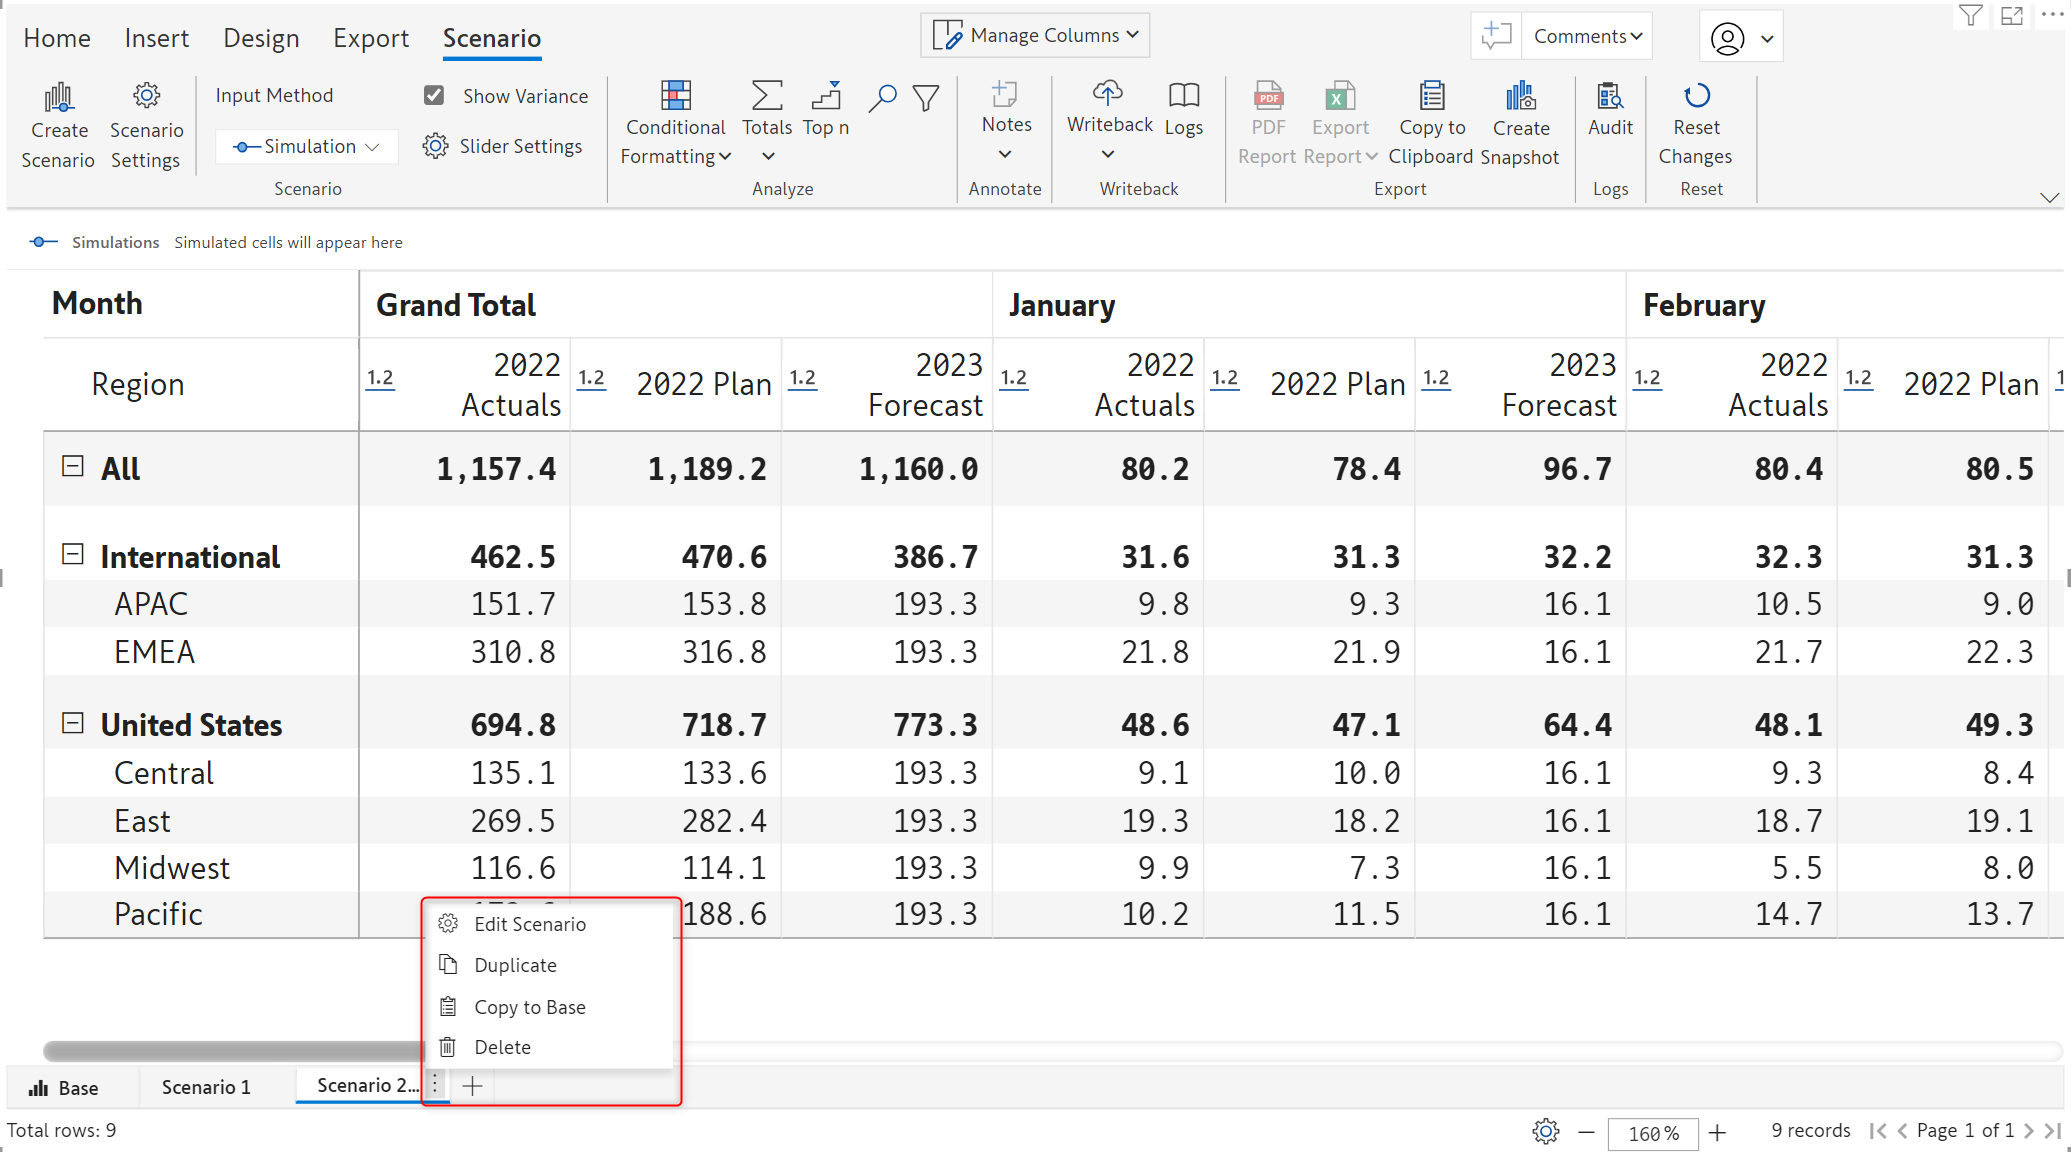 Home Insert Design Export Scenario Manage Columns Comments
Create Scenario
Scenario Settings
Input Method
Simulation
Show Variance
Slider Settings
Scenario
Conditional Formatting
Totals
Top n
Analyze
Notes
Annotate
Writeback
Logs
Writeback
PDF Report
Export Report
Copy to Clipboard
Create Snapshot
Export
Audit
Logs
Reset Changes
Reset
Simulations Simulated cells will appear here
Month Grand Total January February
Region 1.2 2022 Actuals 1.2 2022 Plan 1.2 2023 Forecast 1.2 2022 Actuals 1.2 2022 Plan 1.2 2023 Forecast 1.2 2022 Actuals 1.2 2022 Plan
All 1,157.4 1,189.2 1,160.0 80.2 78.4 96.7 80.4 80.5
International 462.5 470.6 386.7 31.6 31.3 32.2 32.3 31.3
APAC 151.7 153.8 193.3 9.8 9.3 16.1 10.5 9.0
EMEA 310.8 316.8 193.3 21.8 21.9 16.1 21.7 22.3
United States 694.8 718.7 773.3 48.6 47.1 64.4 48.1 49.3
Central 135.1 133.6 193.3 9.1 10.0 16.1 9.3 8.4
East 269.5 282.4 193.3 19.3 18.2 16.1 18.7 19.1
Midwest 116.6 114.1 193.3 9.9 7.3 16.1 5.5 8.0
Pacific 188.6 193.3 10.2 11.5 16.1 14.7 13.7
Edit Scenario
Duplicate
Copy to Base
Delete
Base Scenario 1 Scenario 2...
Total rows: 9 160% 9 records Page 1 of 1